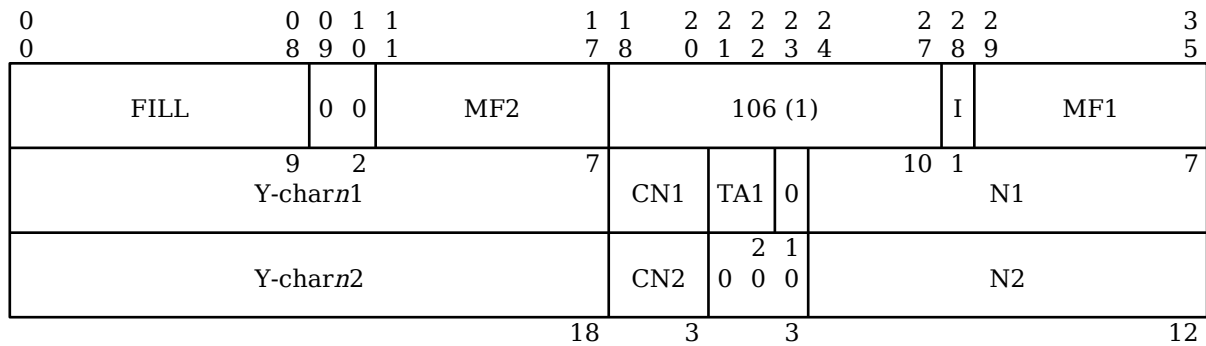 0 0 0 1 1 1 1 2 2 2 2 2 2 2 2 3
0 8 9 0 1 7 8 0 1 2 3 4 7 8 9 5
FILL 0 0 MF2 106 (1) I MF1
9 2 7 10 1 7
Y-charn1 CN1 TA1 0 N1
2 1
Y-charn2 CN2 0 0 0 N2
18 3 3 12